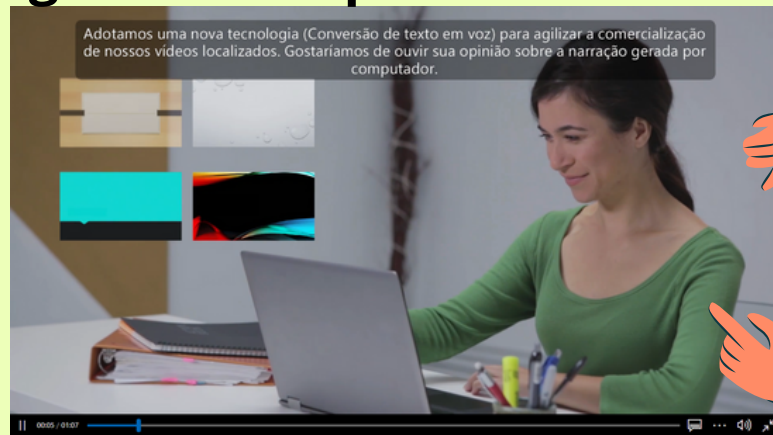 Adotamos uma nova tecnologia (Conversão de texto em voz) para agilizar a comercialização
de nossos vídeos localizados. Gostaríamos de ouvir sua opinião sobre a narração gerada por
computador.
00:05 / 01:07